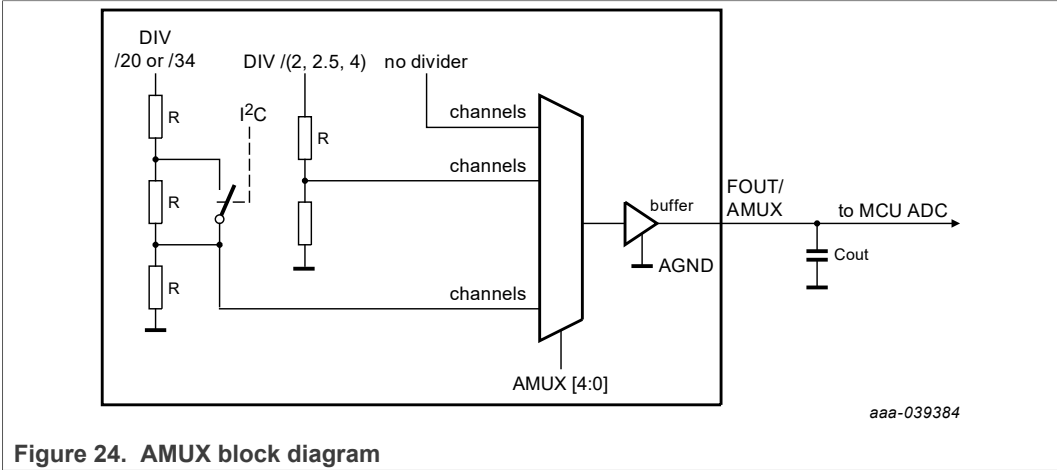 DIV
/20 or /34
DIV /(2, 2.5, 4)
no divider
R
I2C
R
R
R
channels
channels
channels
buffer
AGND
AMUX [4:0]
FOUT/
AMUX
to MCU ADC
Cout
aaa-039384
Figure 24. AMUX block diagram